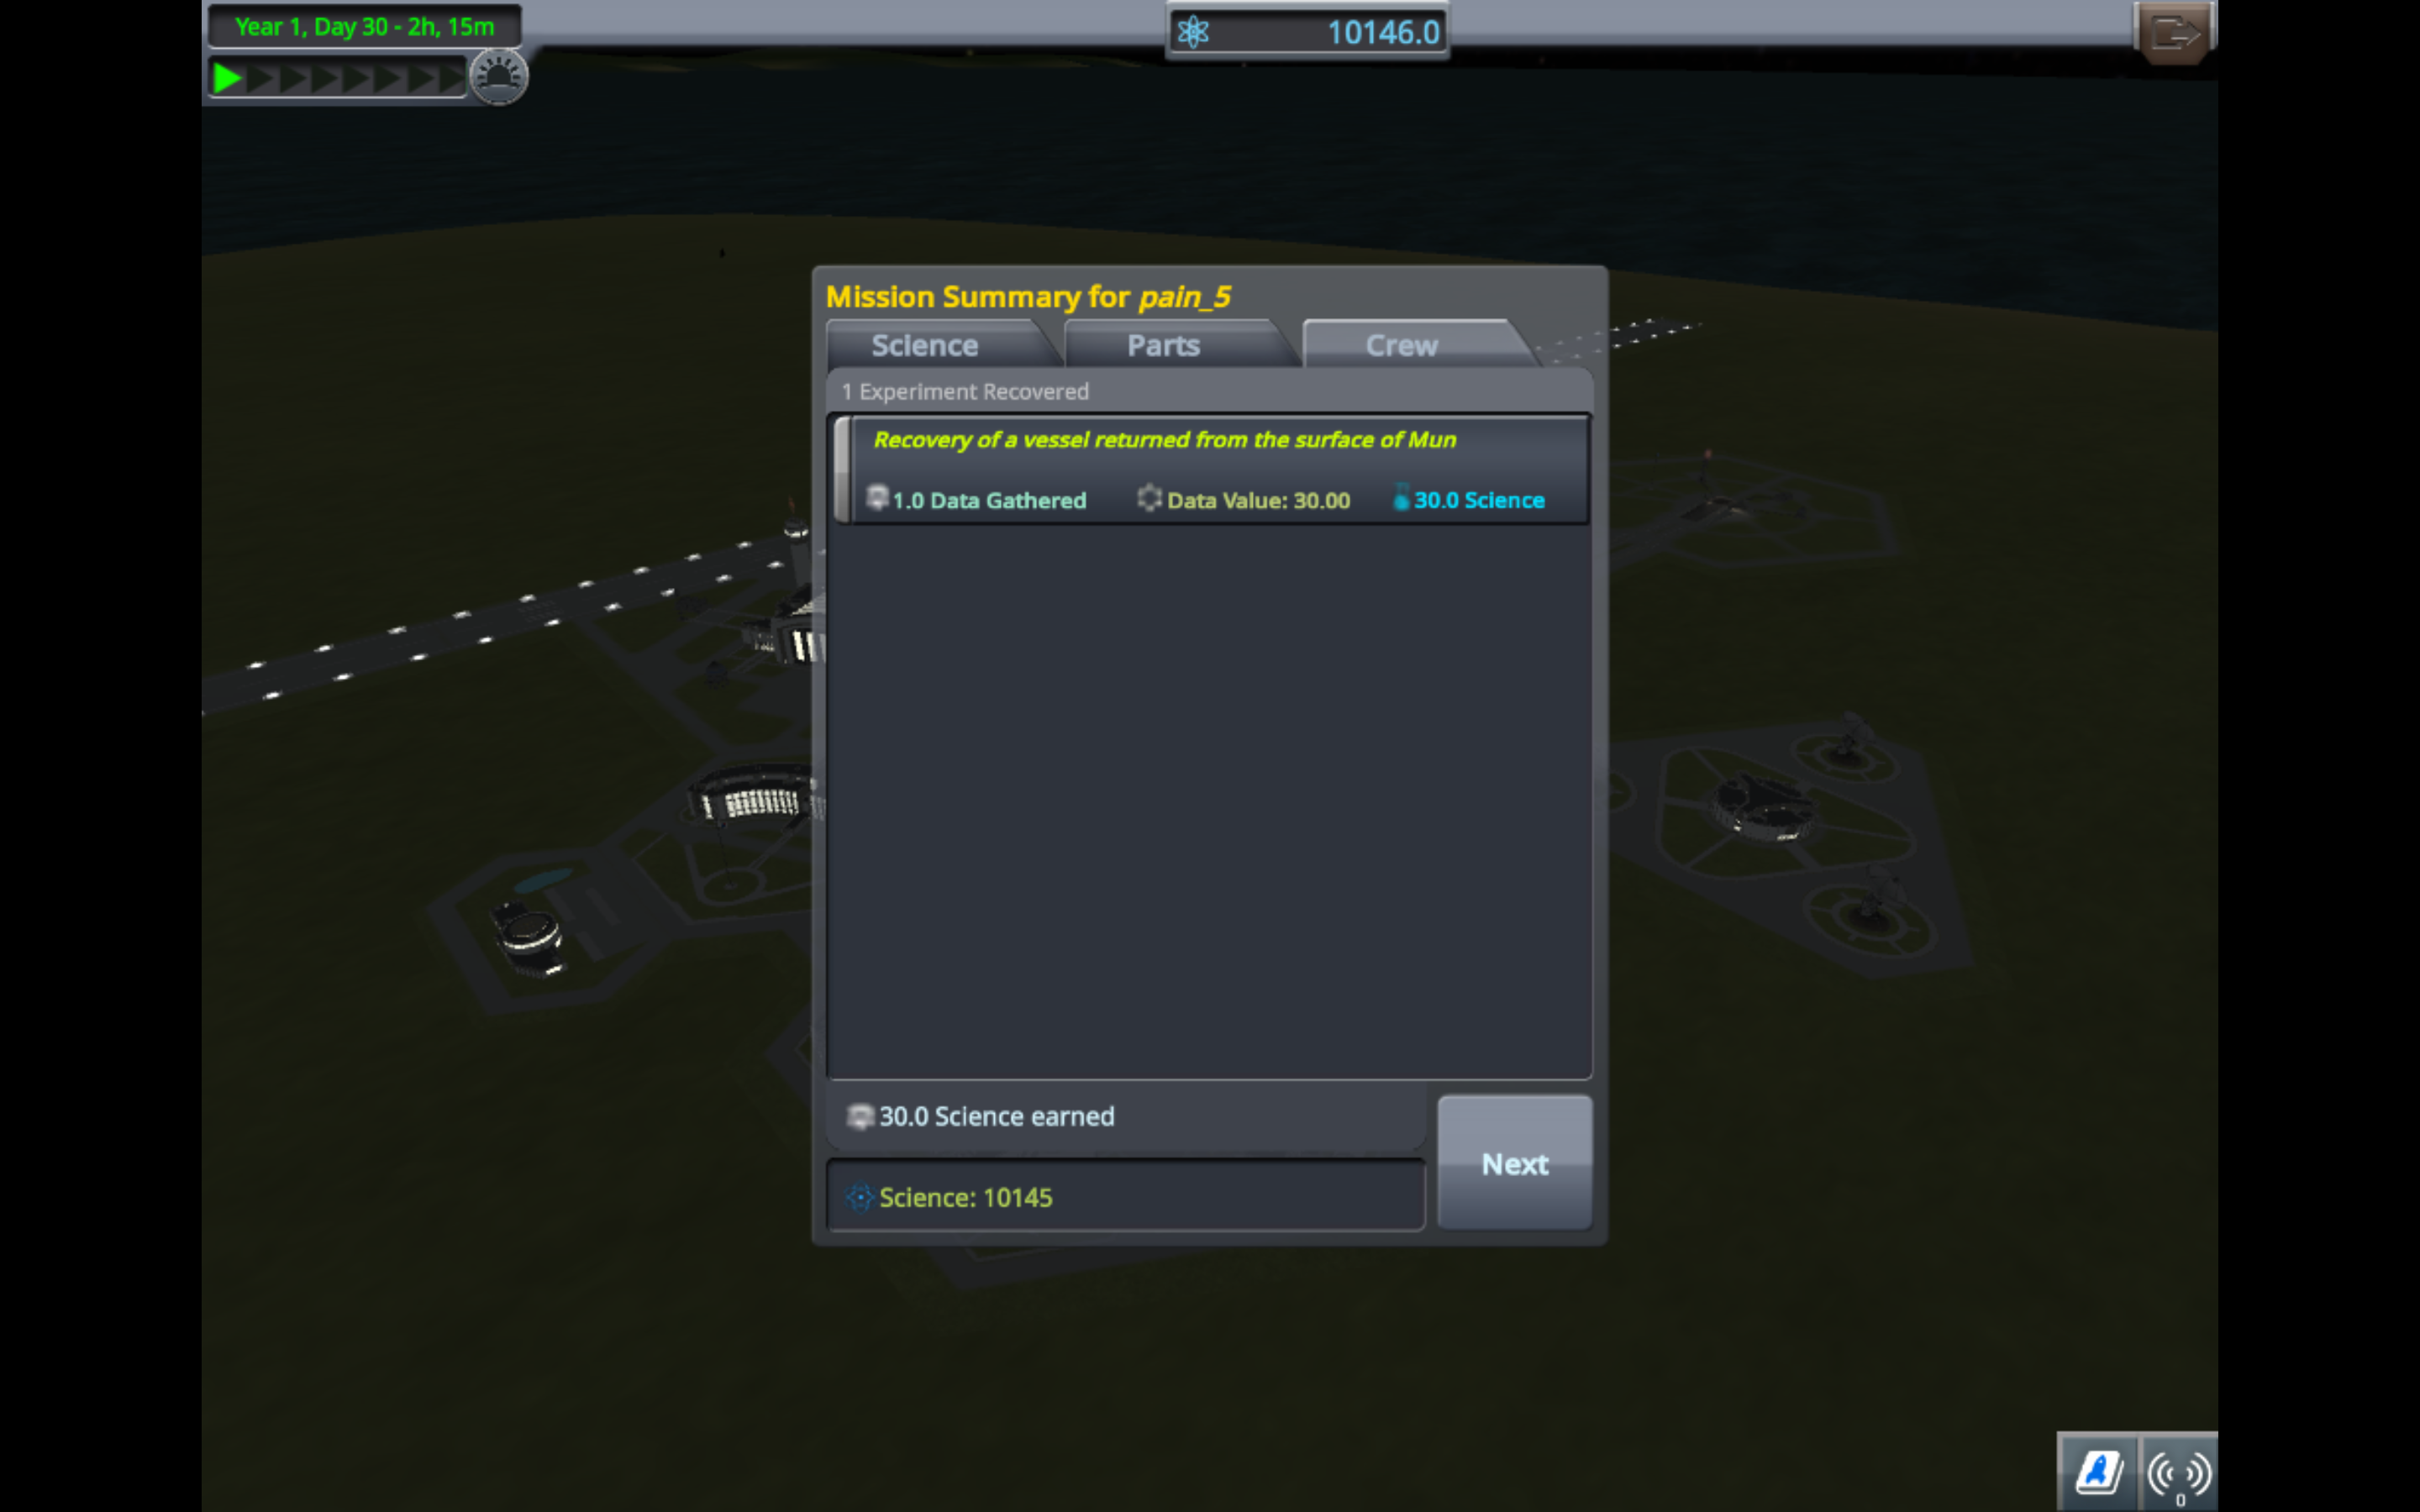 Year 1, Day 30 - 2h, 15m
10146.0
Mission Summary for pain_5
Science
Parts
Crew
1 Experiment Recovered
Recovery of a vessel returned from the surface of Mun
1.0 Data Gathered
Data Value: 30.00
30.0 Science
30.0 Science earned
Science: 10145
Next
0